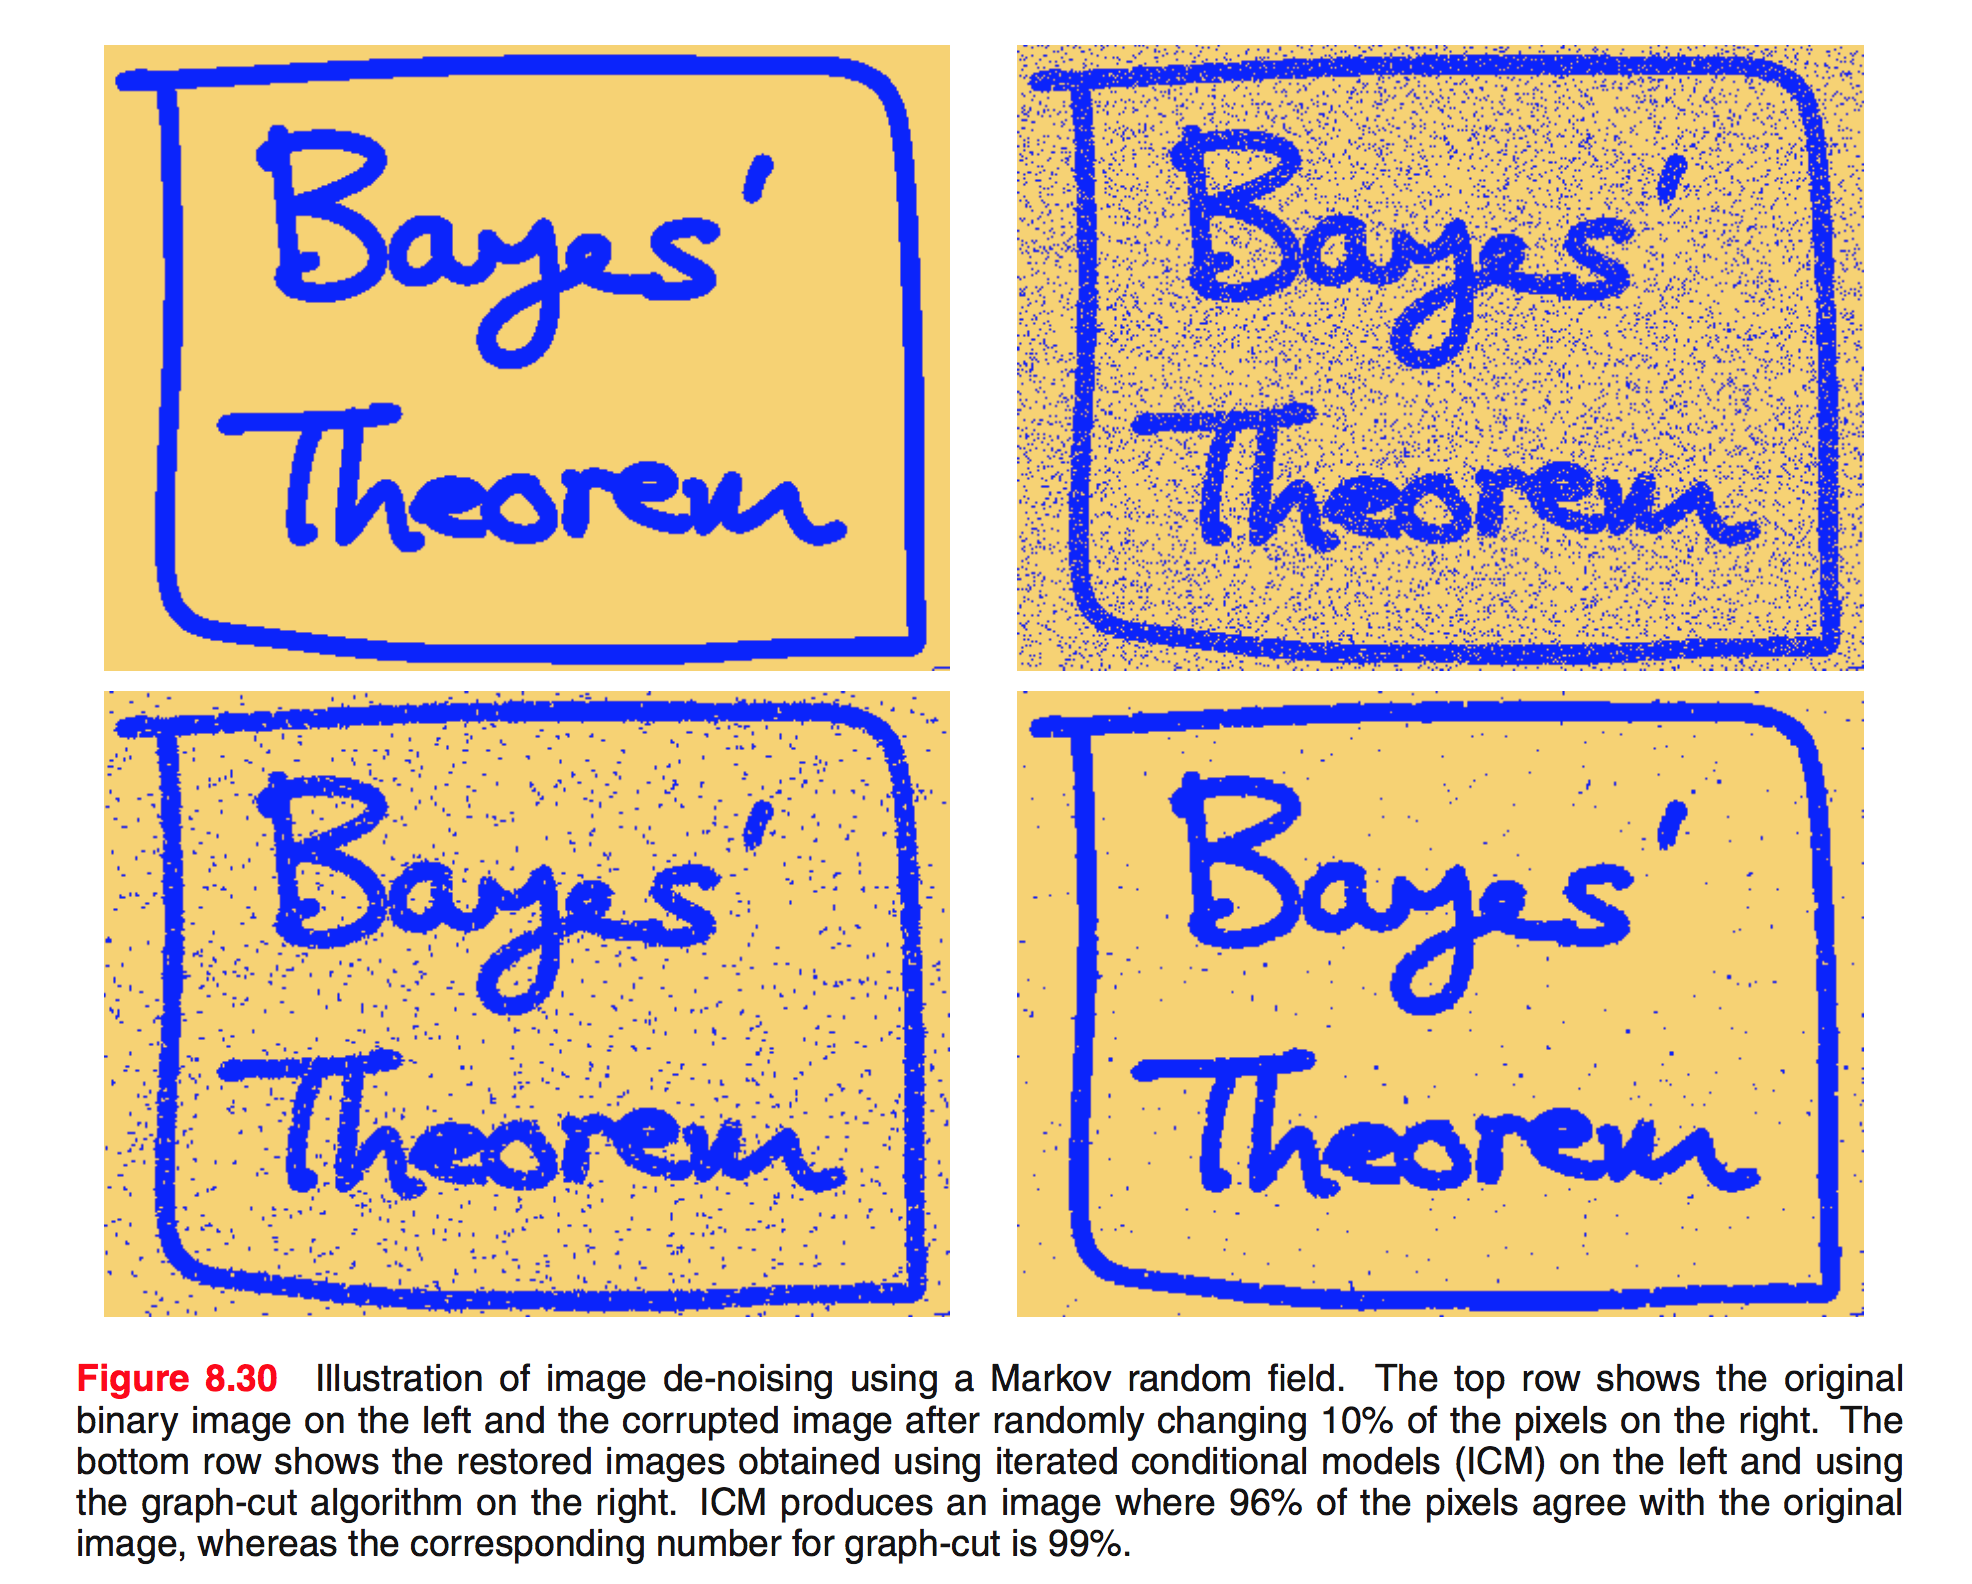 Bayes'
Theorem
Bayes'
Theorem
Bayes'
Theorem
Bayes'
Theorem
Figure 8.30 Illustration of image de-noising using a Markov random field. The top row shows the original
binary image on the left and the corrupted image after randomly changing 10% of the pixels on the right. The
bottom row shows the restored images obtained using iterated conditional models (ICM) on the left and using
the graph-cut algorithm on the right. ICM produces an image where 96% of the pixels agree with the original
image, whereas the corresponding number for graph-cut is 99%.